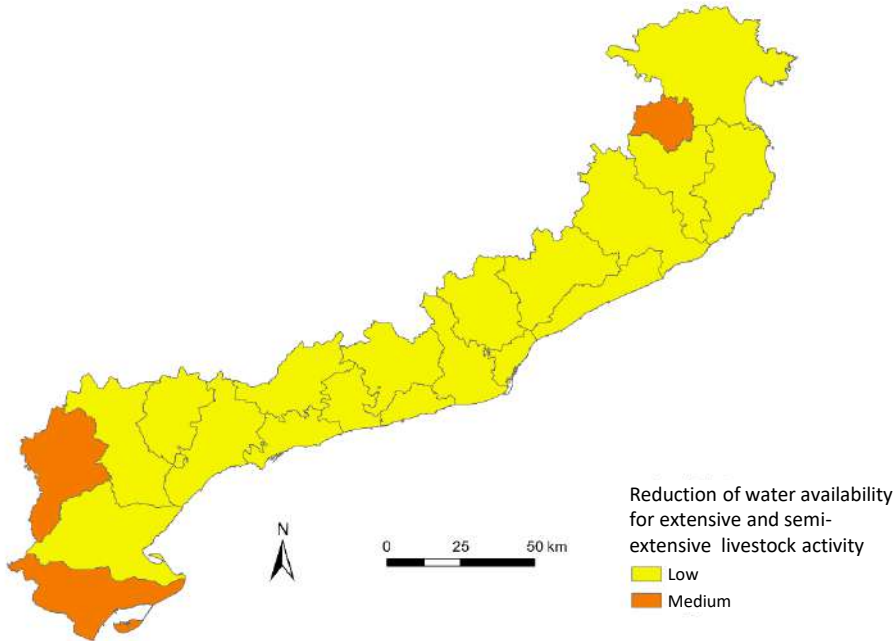 N
0 25 50 km
Reduction of water availability
for extensive and semi-
extensive livestock activity
Low
Medium